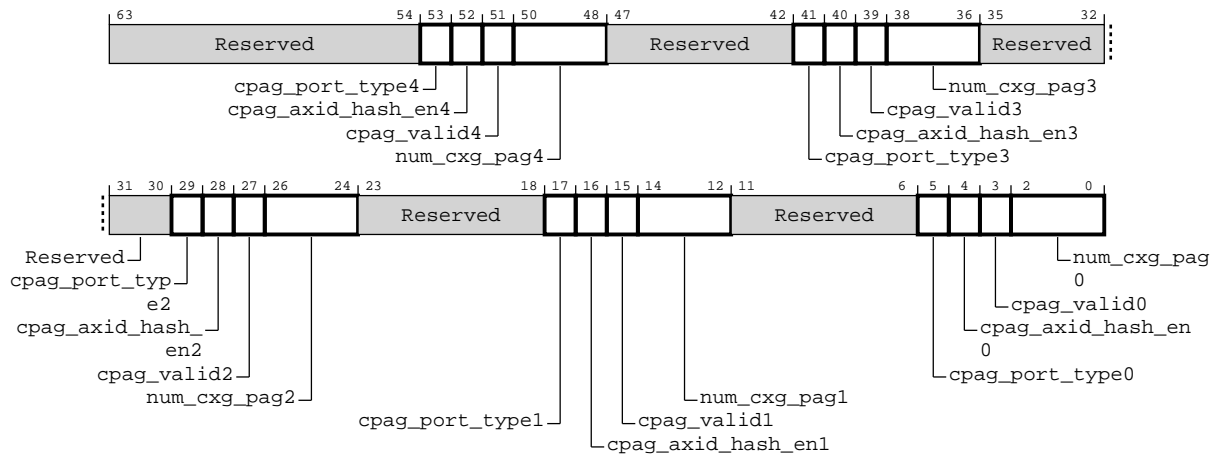 63 54 53 52 51 50 48 47 42 41 40 39 38 36 35 32
Reserved Reserved Reserved
cpag_port_type4 num_cxg_pag3
cpag_axid_hash_en4 cpag_valid3
cpag_valid4 cpag_axid_hash_en3
num_cxg_pag4 cpag_port_type3
31 30 29 28 27 26 24 23 18 17 16 15 14 12 11 6 5 4 3 2 0
Reserved Reserved
Reserved num_cxg_pag
cpag_port_typ 0
e2 cpag_valid0
cpag_axid_hash_ cpag_axid_hash_en
en2 0
cpag_valid2 cpag_port_type0
num_cxg_pag2 num_cxg_pag1
cpag_port_type1 cpag_valid1
cpag_axid_hash_en1